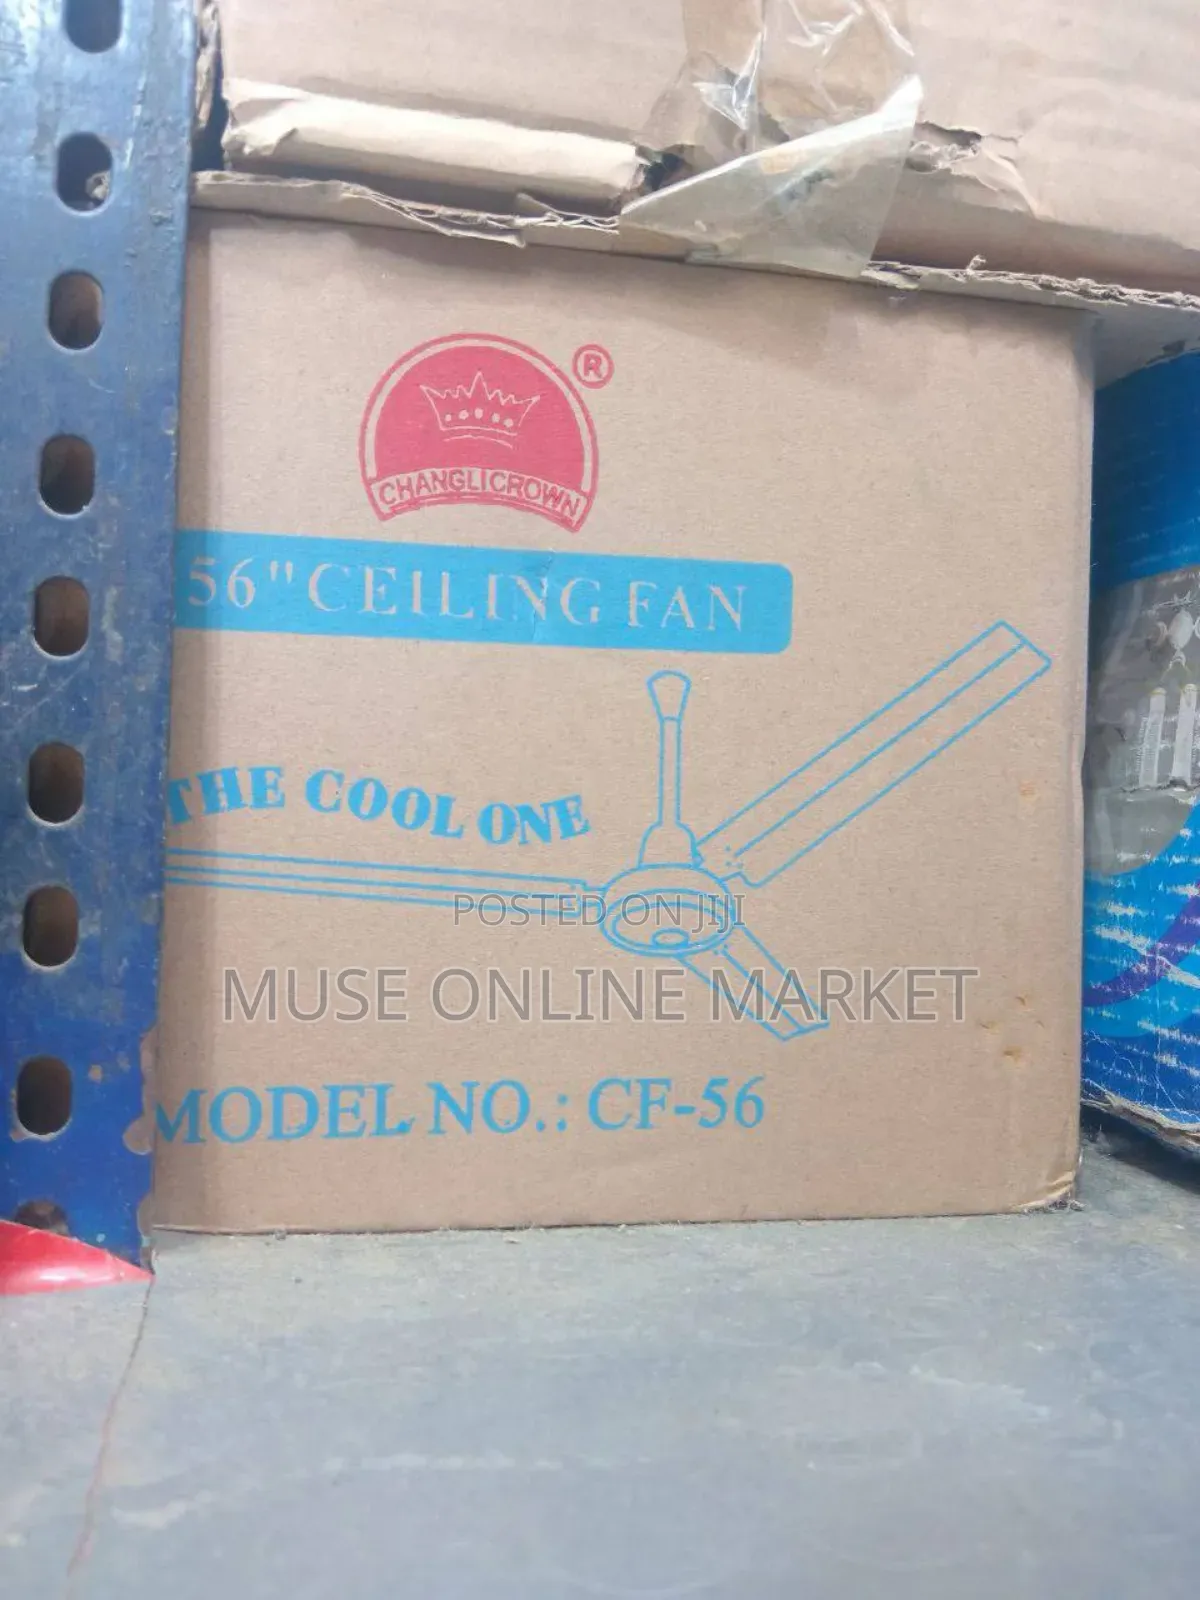 ®
CHANGLICROWN
56" CEILING FAN
THE COOL ONE
POSTED ON JIJI
MUSE ONLINE MARKET
MODEL NO.: CF-56